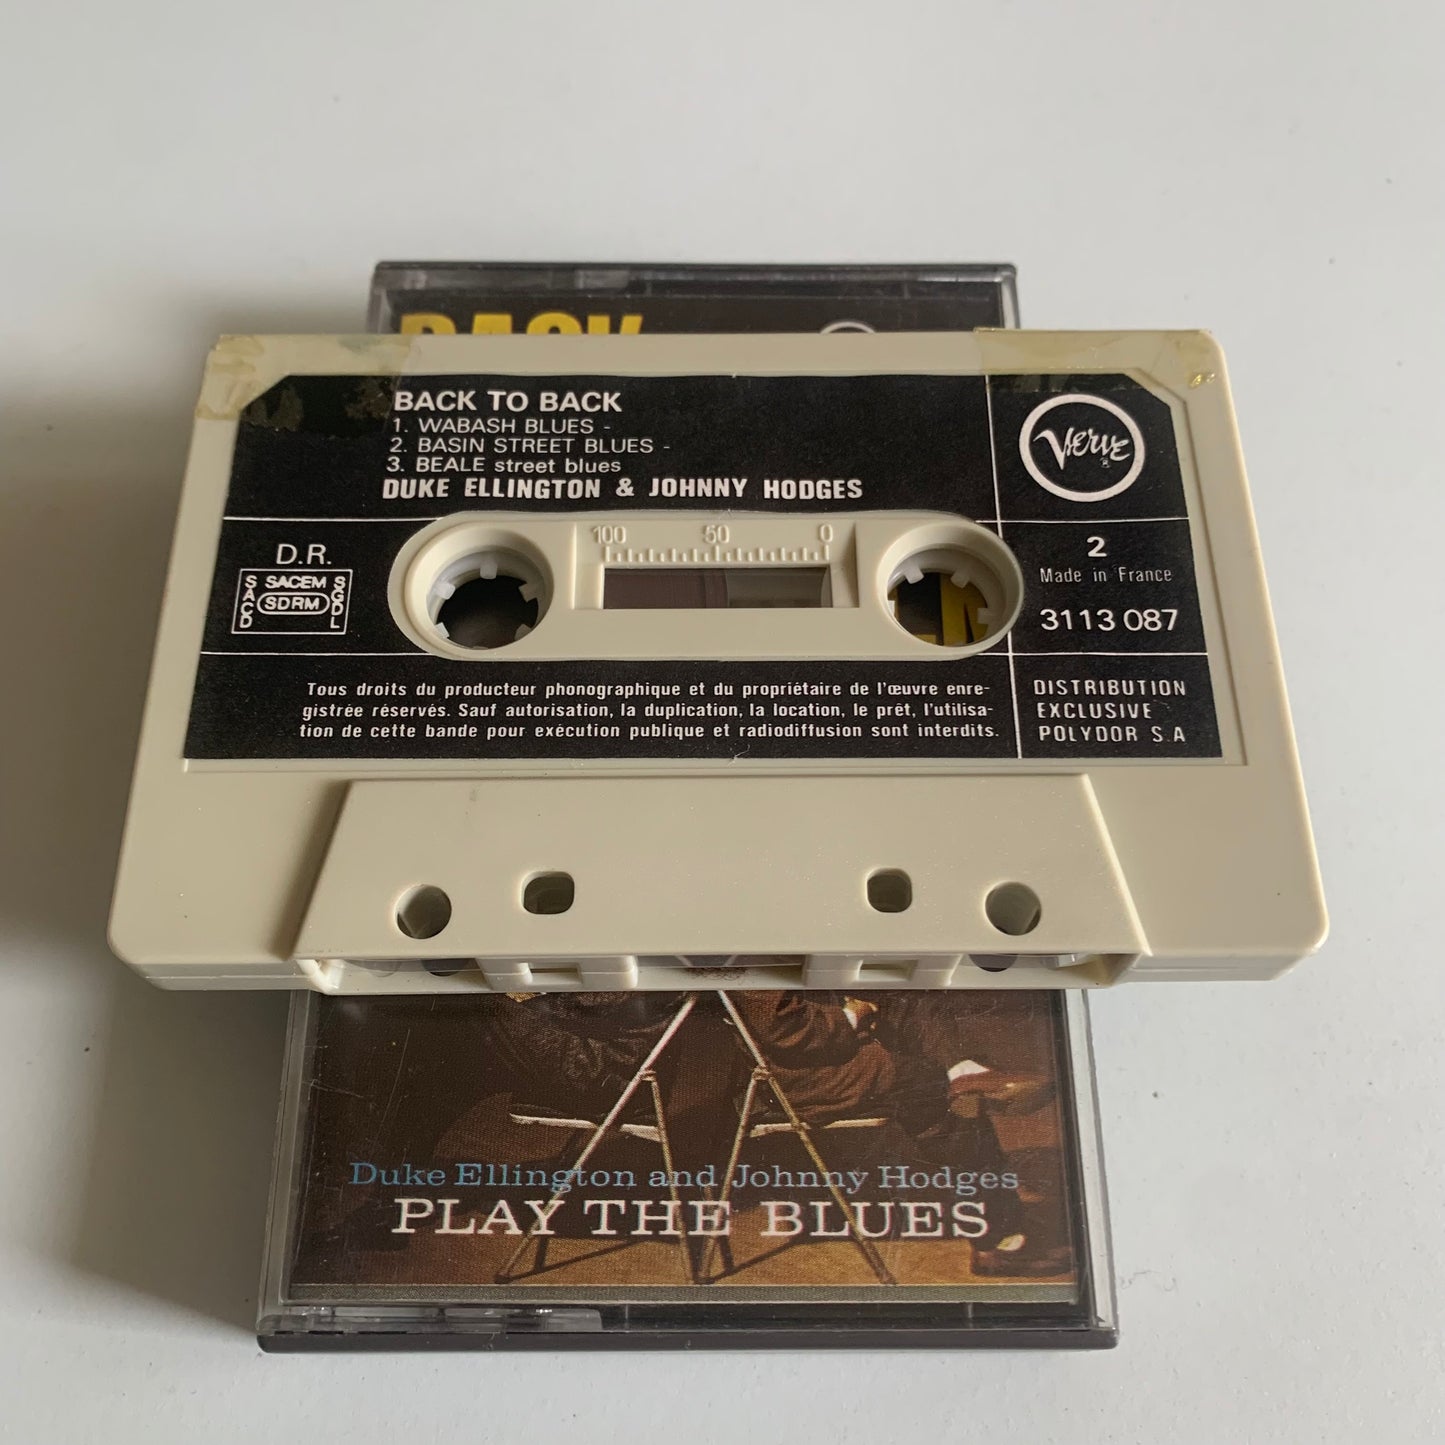 BACK
BACK TO BACK
1. WABASH BLUES -
2. BASIN STREET BLUES -
3. BEALE street blues
DUKE ELLINGTON & JOHNNY HODGES
Verve
®
100 50 0
D.R.
SACD
SACEM
SDRM
SGDL
2
Made in France
3113 087
Tous droits du producteur phonographique et du propriétaire de l'œuvre enre-
gistrée réservés. Sauf autorisation, la duplication, la location, le prêt, l'utilisa-
tion de cette bande pour exécution publique et radiodiffusion sont interdits.
DISTRIBUTION
EXCLUSIVE
POLYDOR S.A
Duke Ellington and Johnny Hodges
PLAY THE BLUES